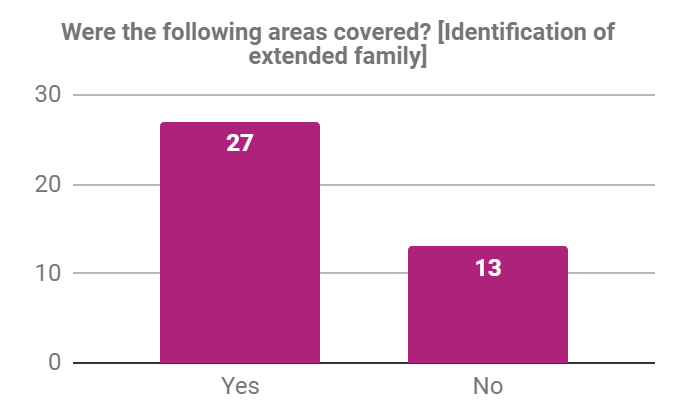 Were the following areas covered? [Identification of
extended family]
30
27
20
10
13
0
Yes
No